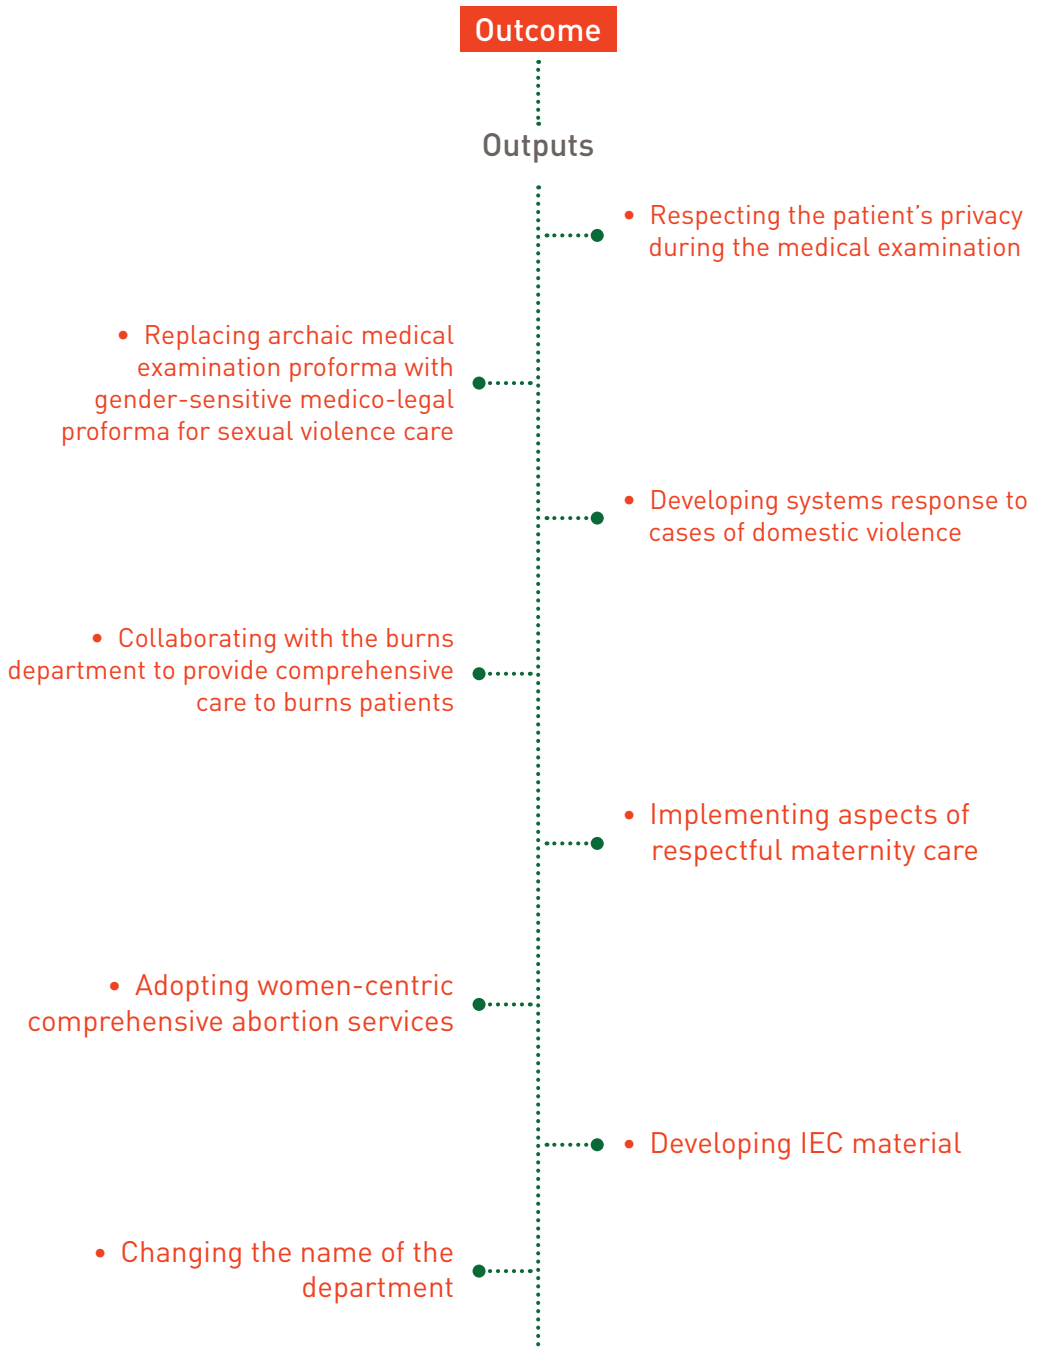 Outcome
Outputs
• Respecting the patient’s privacy
during the medical examination
• Replacing archaic medical
examination proforma with
gender-sensitive medico-legal
proforma for sexual violence care
• Developing systems response to
cases of domestic violence
• Collaborating with the burns
department to provide comprehensive
care to burns patients
• Implementing aspects of
respectful maternity care
• Adopting women-centric
comprehensive abortion services
• Developing IEC material
• Changing the name of the
department